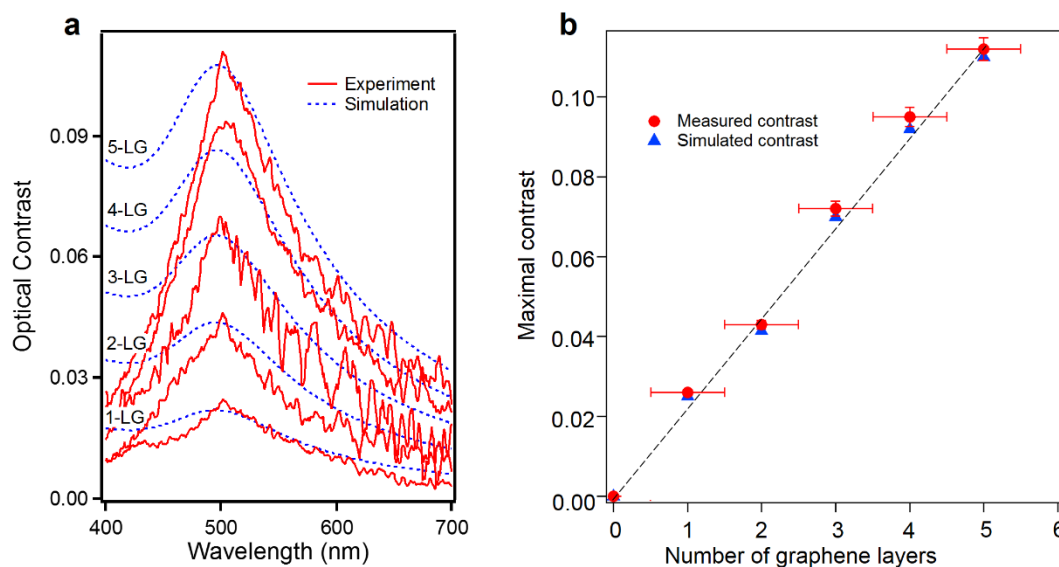 a
Optical Contrast
0.09
0.06
0.03
0.00
5-LG
4-LG
3-LG
2-LG
1-LG
Experiment
Simulation
400
500
600
700
Wavelength (nm)
b
Maximal contrast
0.10
0.08
0.06
0.04
0.02
0.00
Measured contrast
Simulated contrast
0
1
2
3
4
5
6
Number of graphene layers